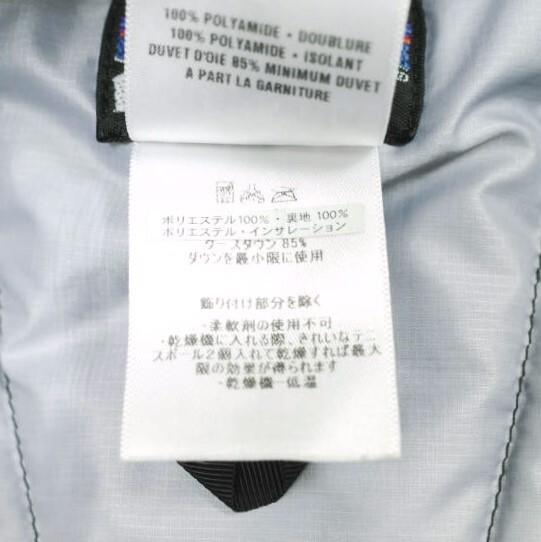 100% POLYAMIDE • DOUBLURE
100% POLYAMIDE • ISOLANT
DUVET D'OIE 85% MINIMUM DUVET
A PART LA GARNITURE
ポリエステル100%・裏地 100%
ポリエステル・インサレーション
グースダウン 85%
ダウンを最小限に使用
飾り付け部分を除く
・柔軟剤の使用不可
・乾燥機に入れる際、きれいなテニ
スボール2個入れて乾燥すれば最大
限の効果が得られます
・乾燥機－低温